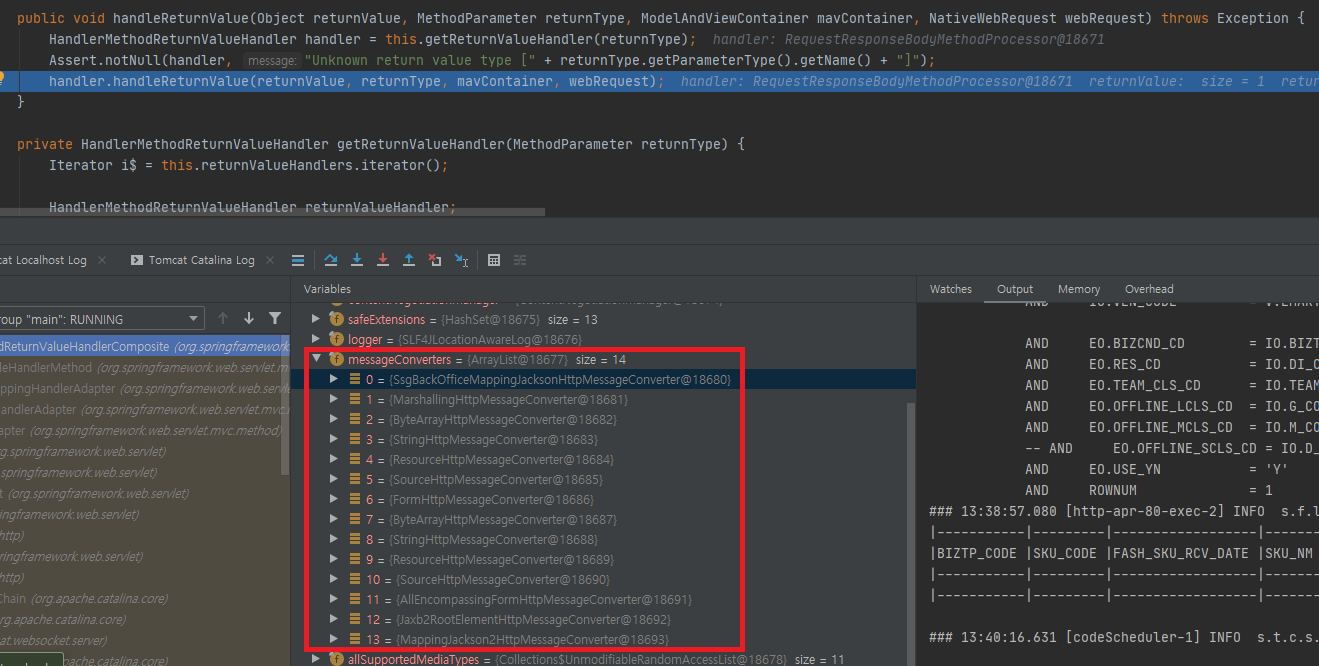 public void handleReturnValue(Object returnValue, MethodParameter returnType, ModelAndViewContainer mavContainer, NativeWebRequest webRequest) throws Exception {
HandlerMethodReturnValueHandler handler = this.getReturnValueHandler(returnType);  handler: RequestResponseBodyMethodProcessor@18671
Assert.notNull(handler,  message: "Unknown return value type [" + returnType.getParameterType().getName() + "]");
handler.handleReturnValue(returnValue, returnType, mavContainer, webRequest);  handler: RequestResponseBodyMethodProcessor@18671  returnValue:  size = 1  retur
}
private HandlerMethodReturnValueHandler getReturnValueHandler(MethodParameter returnType) {
Iterator i$ = this.returnValueHandlers.iterator();
HandlerMethodReturnValueHandler returnValueHandler;
cat Localhost Log
Tomcat Catalina Log
roup "main": RUNNING
dReturnValueHandlerComposite (org.springframework
leHandlerMethod (org.springframework.web.servlet.m
appingHandlerAdapter (org.springframework.web.ser
HandlerAdapter (org.springframework.web.servlet.mvc.
apter (org.springframework.web.servlet.mvc.method)
rg.springframework.web.servlet)
springframework.web.servlet)
t (org.springframework.web.servlet)
ngframework.web.servlet)
http)
ringframework.web.servlet)
http)
Chain (org.apache.catalina.core)
rg.apache.catalina.core)
cat.websocket.server)
pache.catalina.core)
Variables
safeExtensions = {HashSet@18675}  size = 13
logger = {SLF4JLocationAwareLog@18676}
messageConverters = {ArrayList@18677}  size = 14
0 = {SsgBackOfficeMappingJacksonHttpMessageConverter@18680}
1 = {MarshallingHttpMessageConverter@18681}
2 = {ByteArrayHttpMessageConverter@18682}
3 = {StringHttpMessageConverter@18683}
4 = {ResourceHttpMessageConverter@18684}
5 = {SourceHttpMessageConverter@18685}
6 = {FormHttpMessageConverter@18686}
7 = {ByteArrayHttpMessageConverter@18687}
8 = {StringHttpMessageConverter@18688}
9 = {ResourceHttpMessageConverter@18689}
10 = {SourceHttpMessageConverter@18690}
11 = {AllEncompassingFormHttpMessageConverter@18691}
12 = {Jaxb2RootElementHttpMessageConverter@18692}
13 = {MappingJackson2HttpMessageConverter@18693}
allSupportedMediaTypes = {Collections$UnmodifiableRandomAccessList@18678}  size = 11
Watches  Output  Memory  Overhead
AND EO.BIZCND_CD = IO.BIZT
AND EO.RES_CD = IO.DI_C
AND EO.TEAM_CLS_CD = IO.TEAM
AND EO.OFFLINE_LCLS_CD = IO.G_CO
AND EO.OFFLINE_MCLS_CD = IO.M_CO
-- AND EO.OFFLINE_SCLS_CD = IO.D_
AND EO.USE_YN = 'Y'
AND ROWNUM = 1
### 13:38:57.080 [http-apr-80-exec-2] INFO  s.f.l
|-----------|---------|------------------|-------
|BIZTP_CODE |SKU_CODE |FASH_SKU_RCV_DATE |SKU_NM
|-----------|---------|------------------|-------
|-----------|---------|------------------|-------
### 13:40:16.631 [codeScheduler-1] INFO  s.t.c.s.